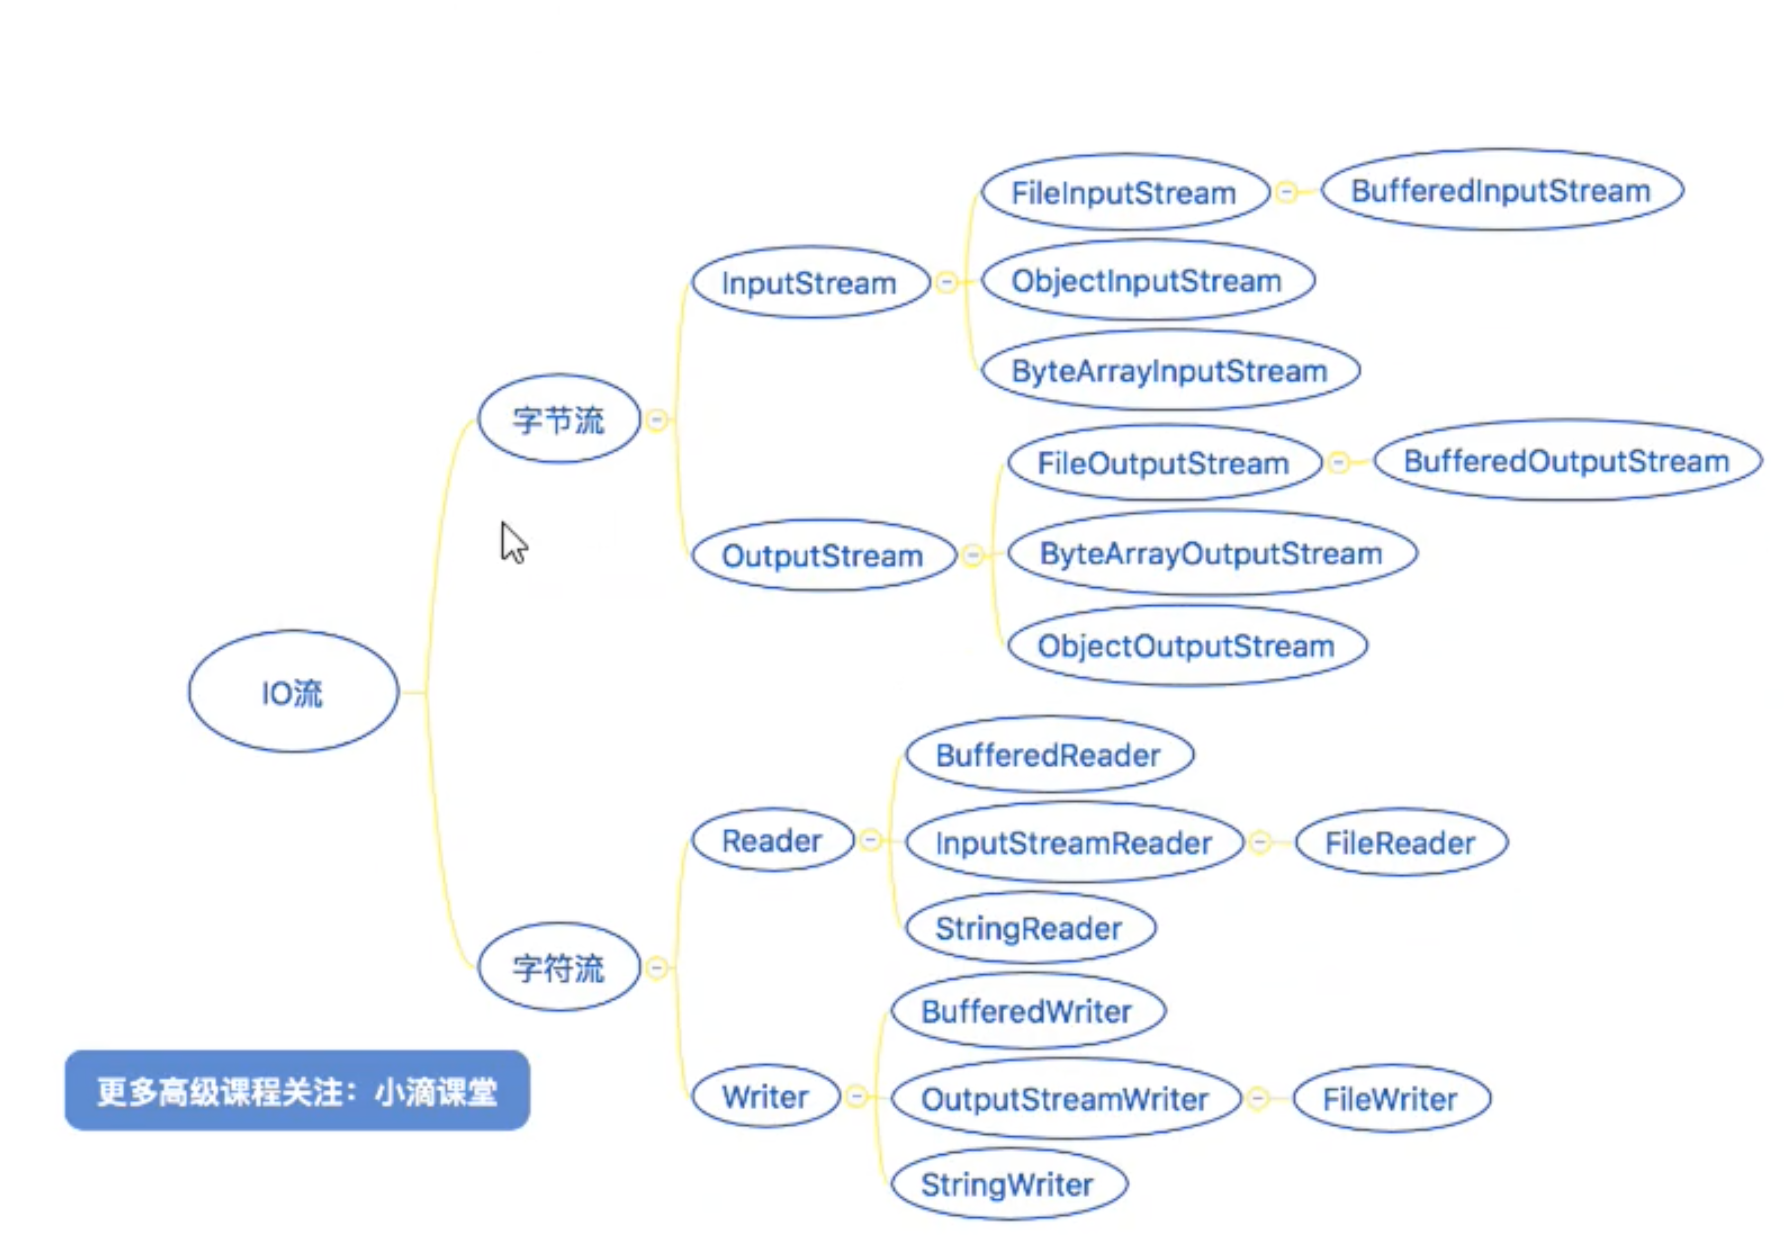 IO流
字节流
InputStream
FileInputStream
BufferedInputStream
ObjectInputStream
ByteArrayInputStream
OutputStream
FileOutputStream
BufferedOutputStream
ByteArrayOutputStream
ObjectOutputStream
字符流
Reader
BufferedReader
InputStreamReader
FileReader
StringReader
Writer
BufferedWriter
OutputStreamWriter
FileWriter
StringWriter
更多高级课程关注：小滴课堂